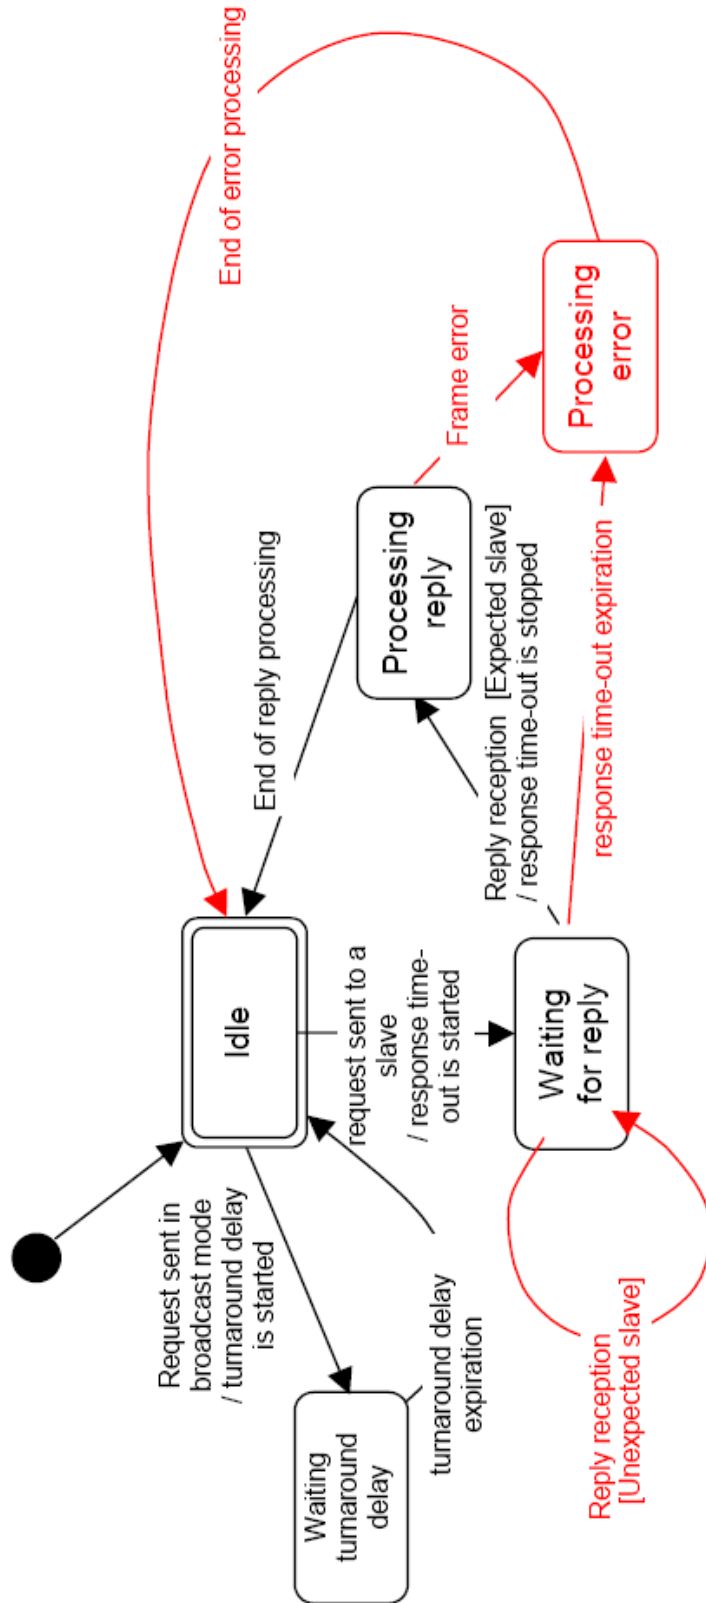 Request sent in
broadcast mode
/ turnaround delay
is started
Waiting
turnaround
delay
turnaround delay
expiration
Idle
request sent to a
slave
/ response time-
out is started
Waiting
for reply
Reply reception
[Unexpected slave]
Reply reception  [Expected slave]
/ response time-out is stopped
response time-out expiration
Processing
reply
End of reply processing
Frame error
Processing
error
End of error processing